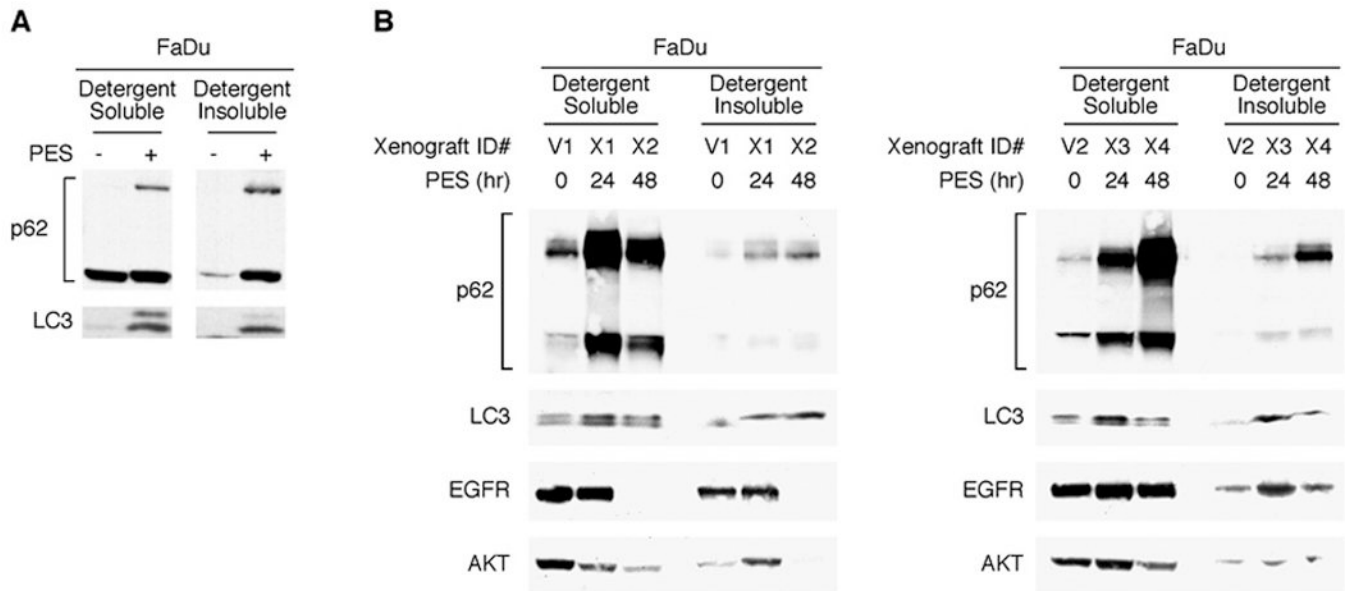 A
FaDu
Detergent Soluble
Detergent Insoluble
PES - + - +
p62
LC3
B
FaDu
Detergent Soluble
Detergent Insoluble
Xenograft ID# V1 X1 X2 V1 X1 X2
PES (hr) 0 24 48 0 24 48
p62
LC3
EGFR
AKT
FaDu
Detergent Soluble
Detergent Insoluble
Xenograft ID# V2 X3 X4 V2 X3 X4
PES (hr) 0 24 48 0 24 48
p62
LC3
EGFR
AKT